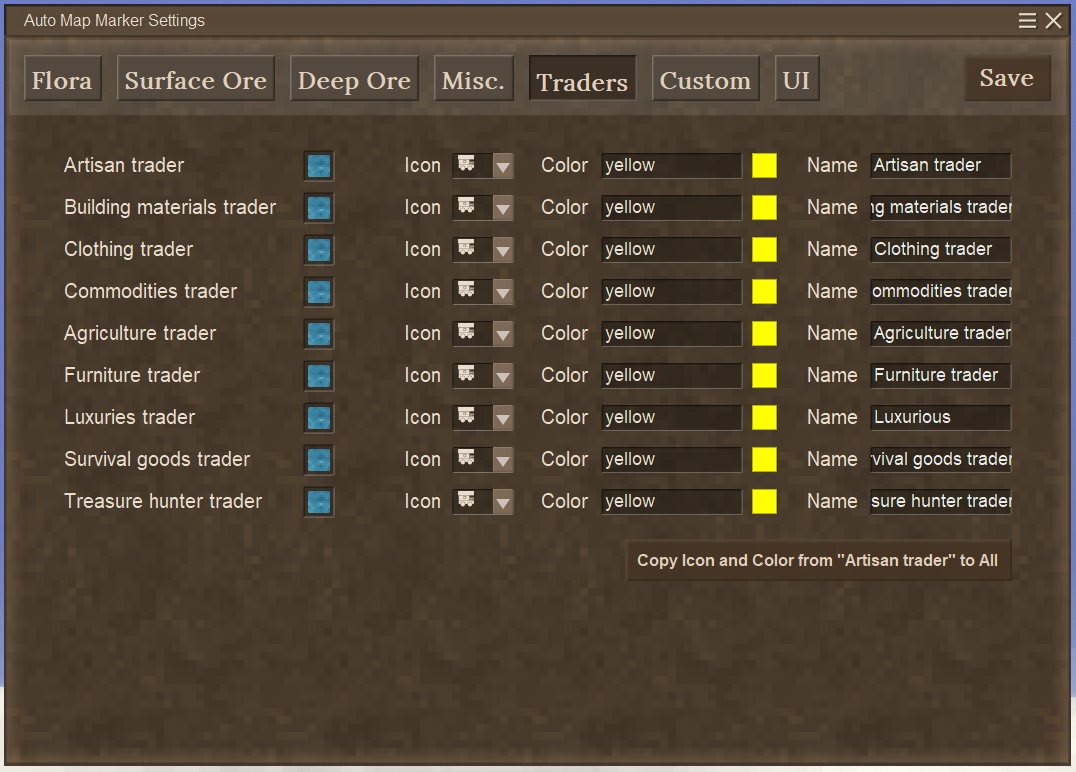 Auto Map Marker Settings
Flora Surface Ore Deep Ore Misc. Traders Custom UI Save
Artisan trader Icon Color yellow Name Artisan trader
Building materials trader Icon Color yellow Name ng materials trader
Clothing trader Icon Color yellow Name Clothing trader
Commodities trader Icon Color yellow Name ommodities trader
Agriculture trader Icon Color yellow Name Agriculture trader
Furniture trader Icon Color yellow Name Furniture trader
Luxuries trader Icon Color yellow Name Luxurious
Survival goods trader Icon Color yellow Name rvival goods trader
Treasure hunter trader Icon Color yellow Name sure hunter trader
Copy Icon and Color from "Artisan trader" to All